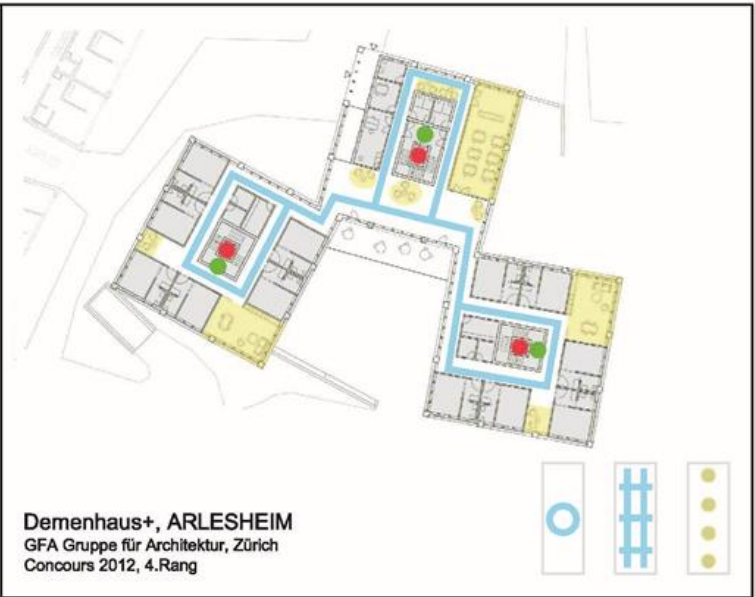 Demenhaus+, ARLESHEIM
GFA Gruppe für Architektur, Zürich
Concours 2012, 4.Rang